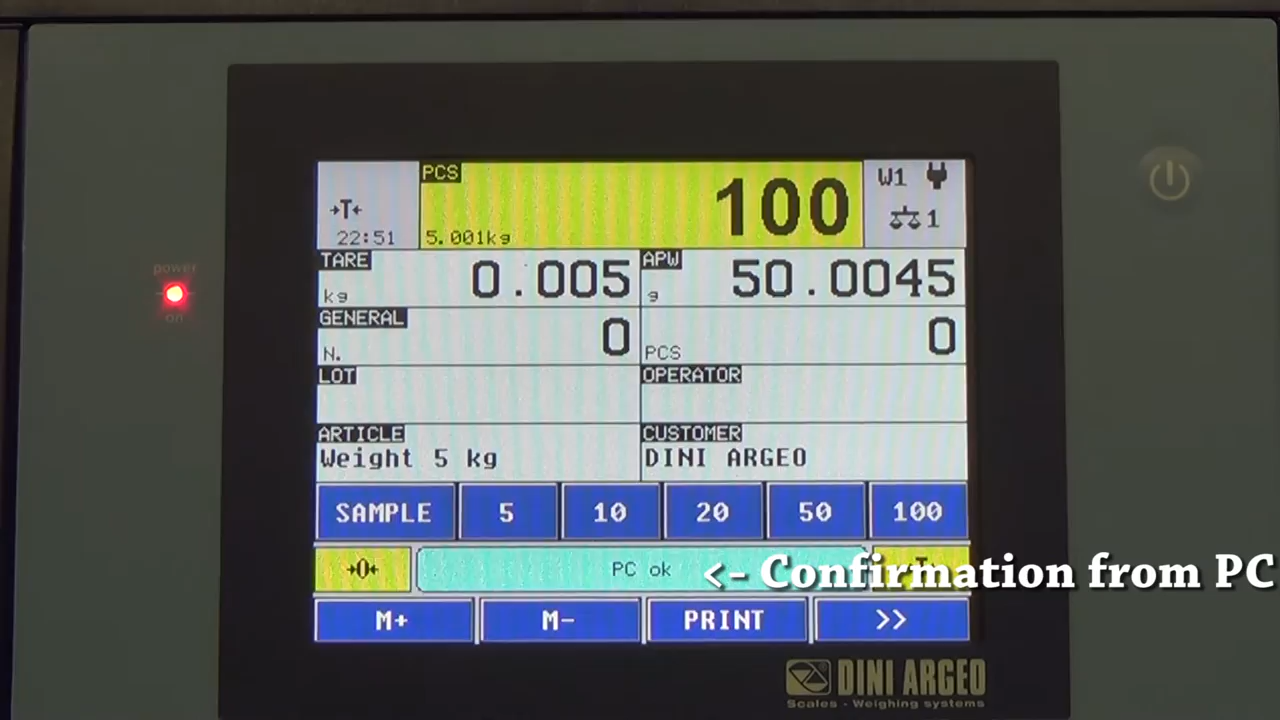 PCS
100
W1
→T←
22:51
5.001kg
1
TARE
kg
0.005
APW
g
50.0045
GENERAL
N.
0
PCS
0
LOT
OPERATOR
ARTICLE
Weight 5 kg
CUSTOMER
DINI ARGEO
SAMPLE
5
10
20
50
100
→0←
PC ok
<- Confirmation from PC
M+
M-
PRINT
>>
power
on
DINI ARGEO
Scales - Weighing systems